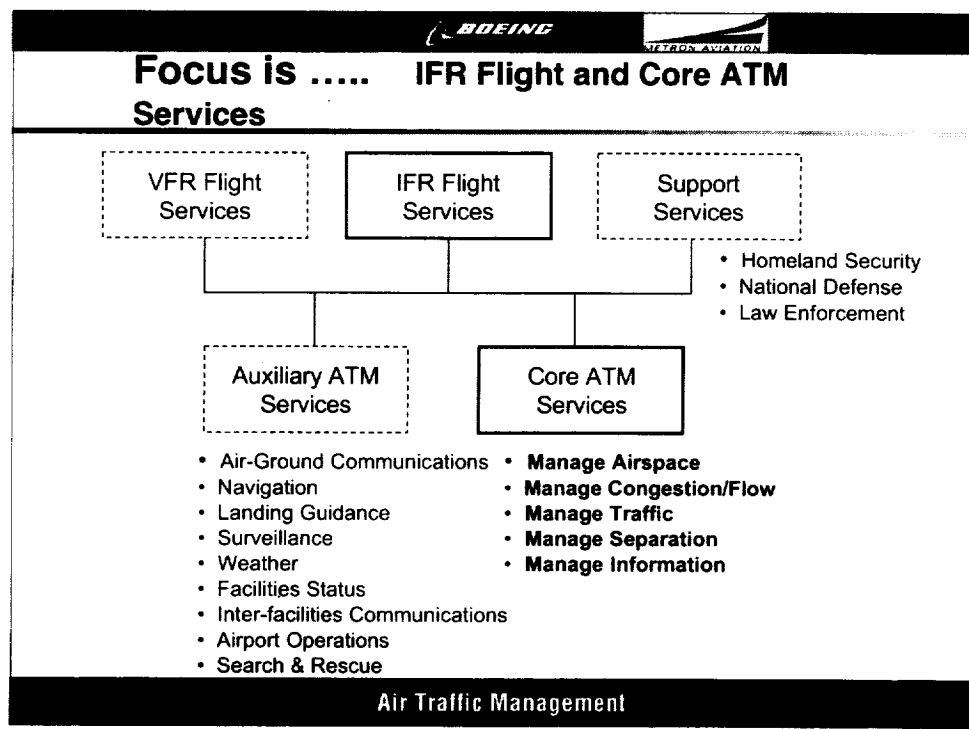 BOEING
METRON AVIATION
Focus is ..... IFR Flight and Core ATM
Services
VFR Flight
Services
IFR Flight
Services
Support
Services
• Homeland Security
• National Defense
• Law Enforcement
Auxiliary ATM
Services
Core ATM
Services
• Air-Ground Communications
• Navigation
• Landing Guidance
• Surveillance
• Weather
• Facilities Status
• Inter-facilities Communications
• Airport Operations
• Search & Rescue
• Manage Airspace
• Manage Congestion/Flow
• Manage Traffic
• Manage Separation
• Manage Information
Air Traffic Management